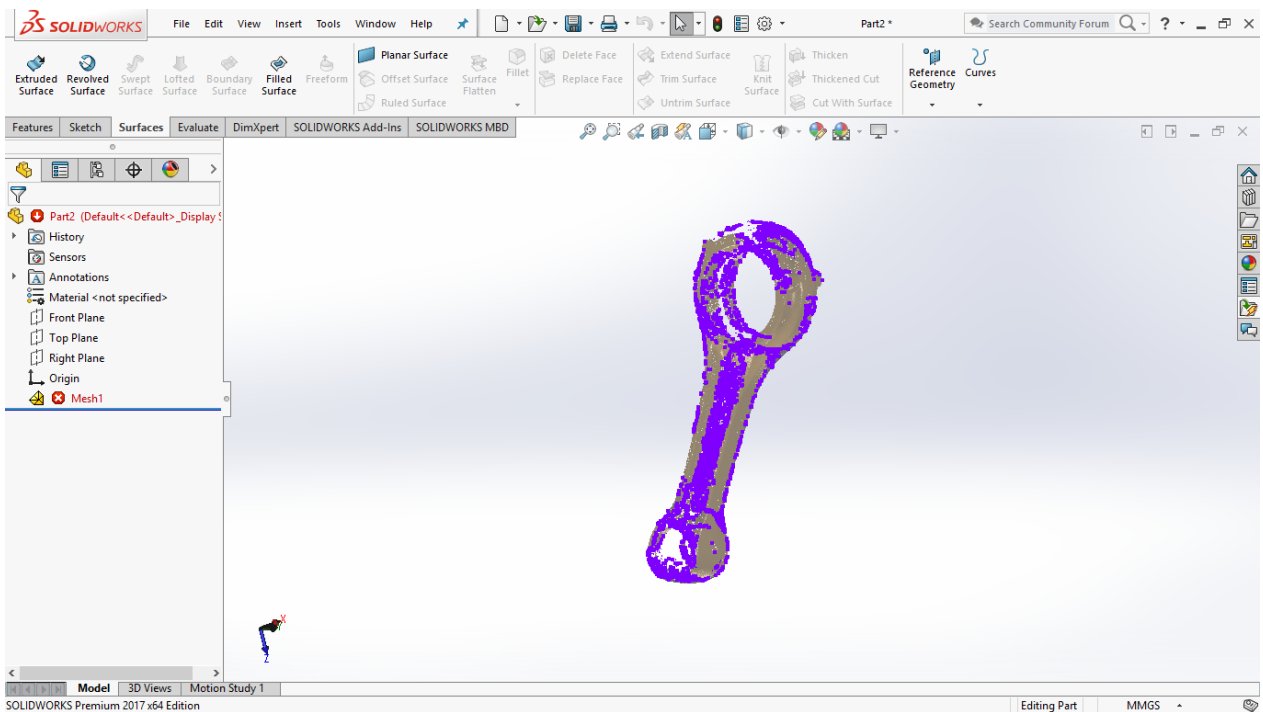 SOLIDWORKS File Edit View Insert Tools Window Help Part2 * Search Community Forum ?
Extruded Surface
Revolved Surface
Swept Surface
Lofted Surface
Boundary Surface
Filled Surface
Freeform
Planar Surface
Offset Surface
Ruled Surface
Surface Flatten
Fillet
Delete Face
Replace Face
Extend Surface
Trim Surface
Untrim Surface
Knit Surface
Thicken
Thickened Cut
Cut With Surface
Reference Geometry
Curves
Features Sketch Surfaces Evaluate DimXpert SOLIDWORKS Add-Ins SOLIDWORKS MBD
Part2 (Default<<Default>_Display
History
Sensors
Annotations
Material <not specified>
Front Plane
Top Plane
Right Plane
Origin
Mesh1
X
Z
Model 3D Views Motion Study 1
SOLIDWORKS Premium 2017 x64 Edition Editing Part MMGS